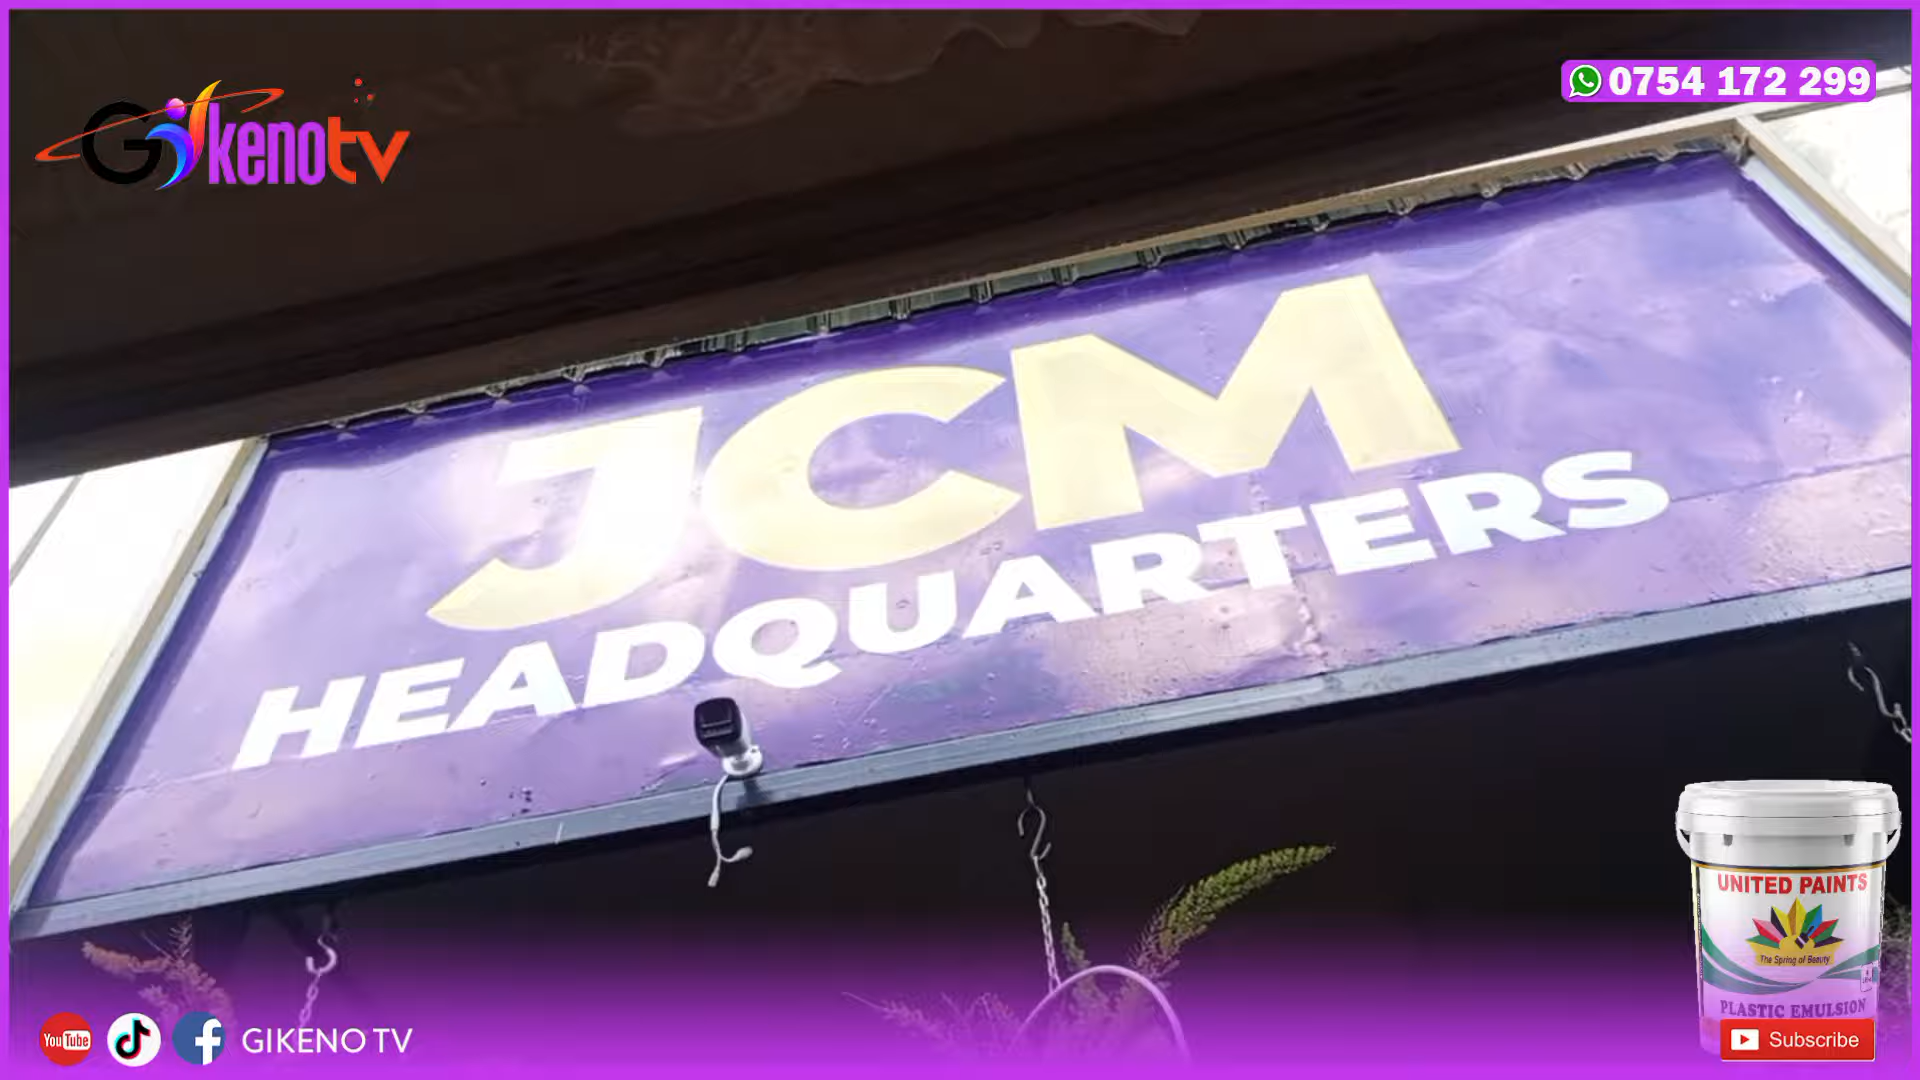 Gikenotv
0754 172 299
JCM
HEADQUARTERS
UNITED PAINTS
The Spring of Beauty
PLASTIC EMULSION
YouTube
GIKENO TV
Subscribe